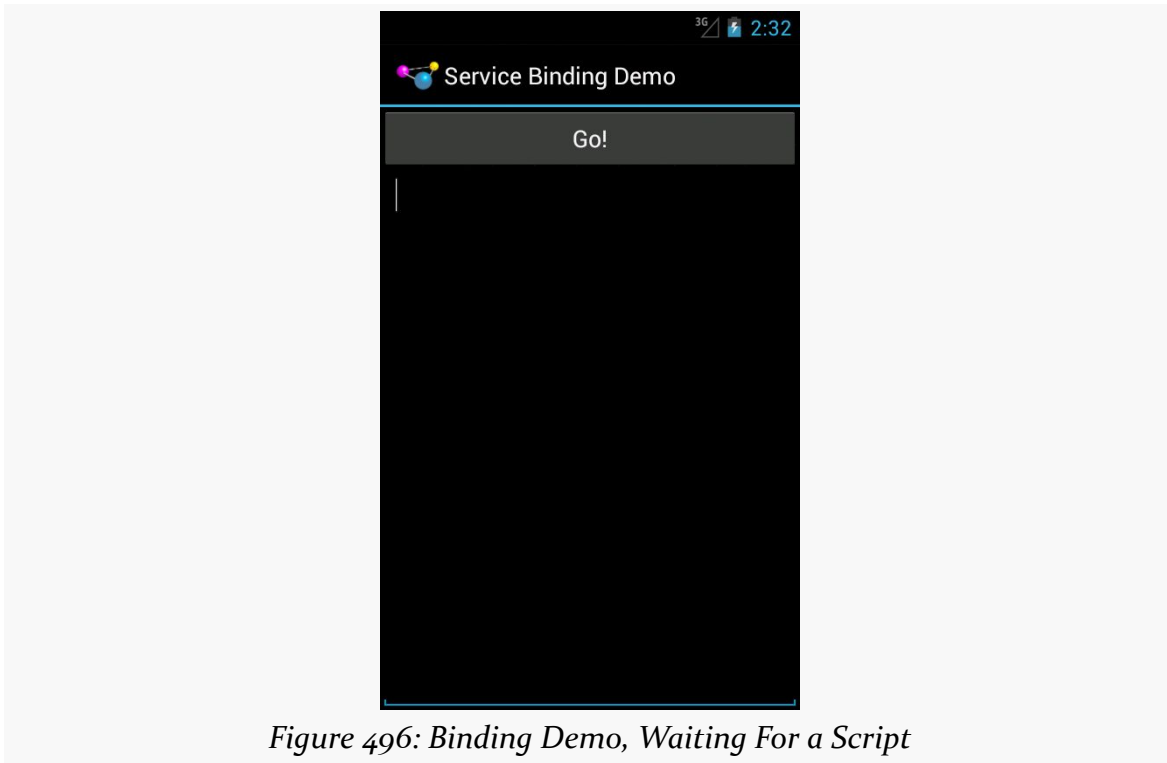 3G 2:32
Service Binding Demo
Go!
Figure 496: Binding Demo, Waiting For a Script